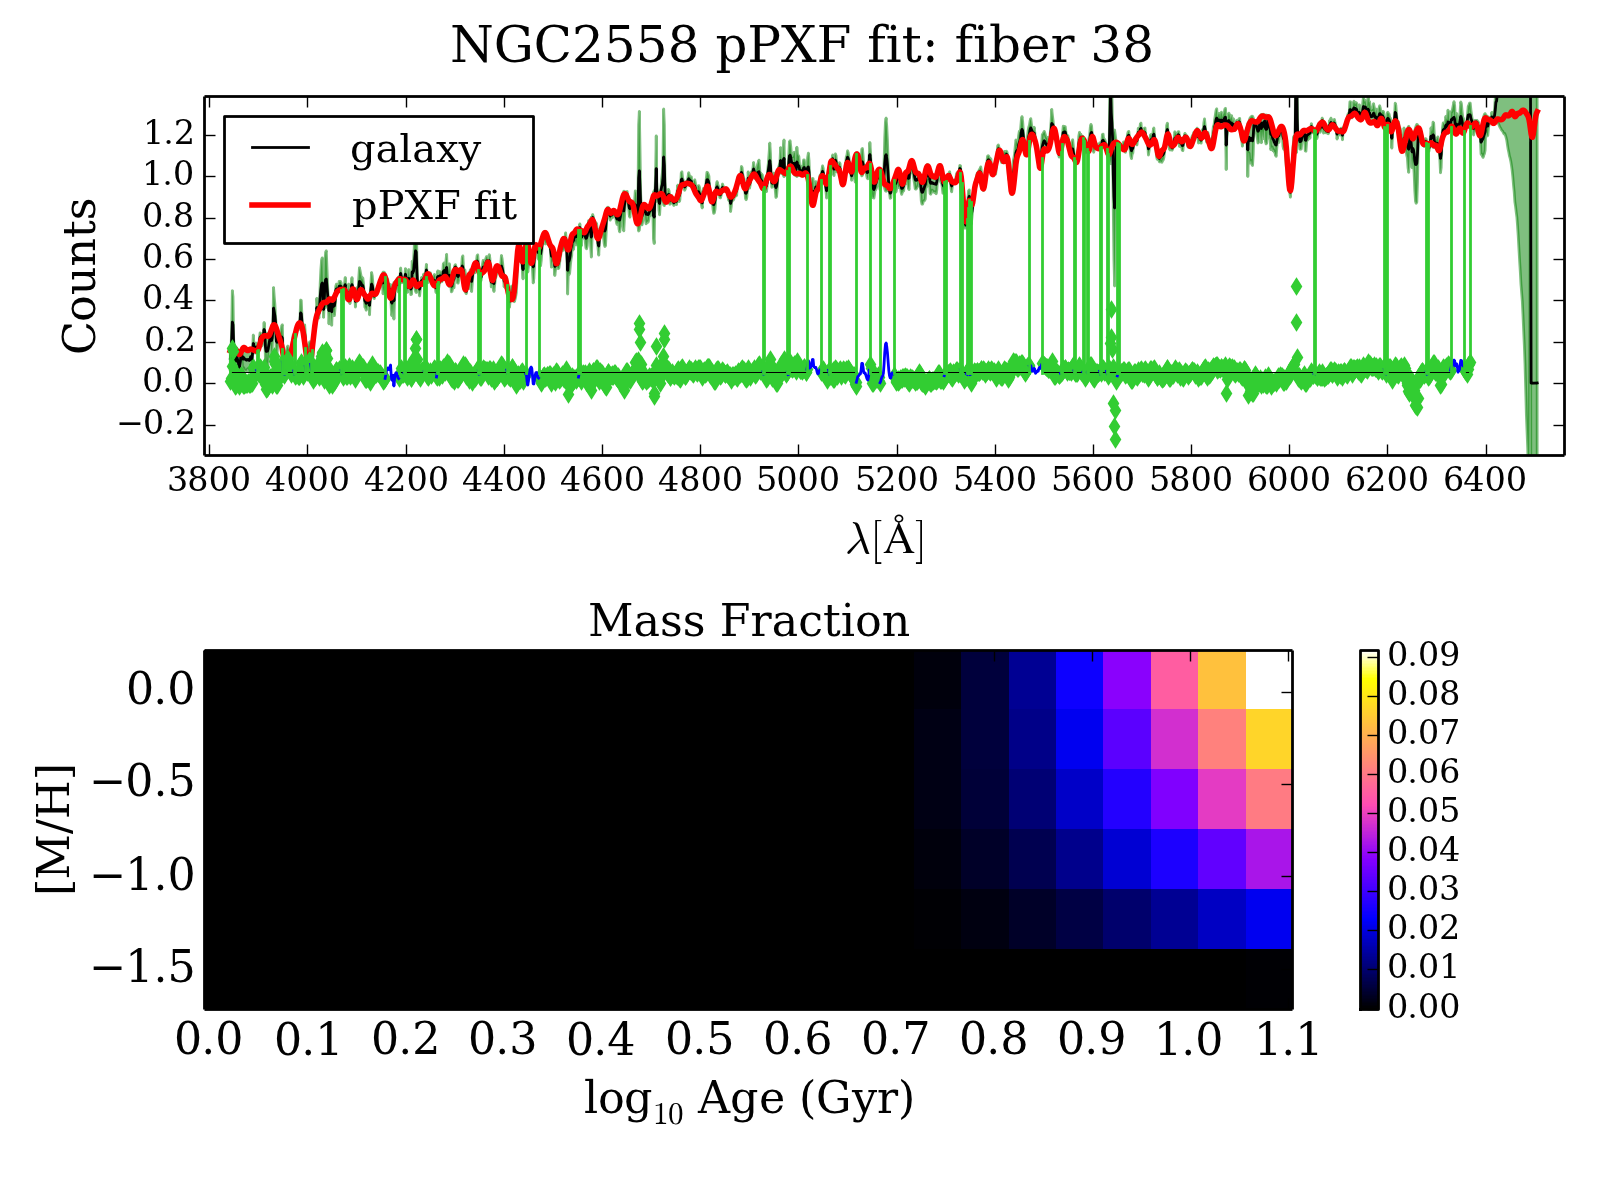 NGC2558 pPXF fit: fiber 38
galaxy
pPXF fit
Counts
1.2
1.0
0.8
0.6
0.4
0.2
0.0
−0.2
3800 4000 4200 4400 4600 4800 5000 5200 5400 5600 5800 6000 6200 6400
λ[Å]
Mass Fraction
[M/H]
0.0
−0.5
−1.0
−1.5
0.0 0.1 0.2 0.3 0.4 0.5 0.6 0.7 0.8 0.9 1.0 1.1
log₁₀ Age (Gyr)
0.09
0.08
0.07
0.06
0.05
0.04
0.03
0.02
0.01
0.00